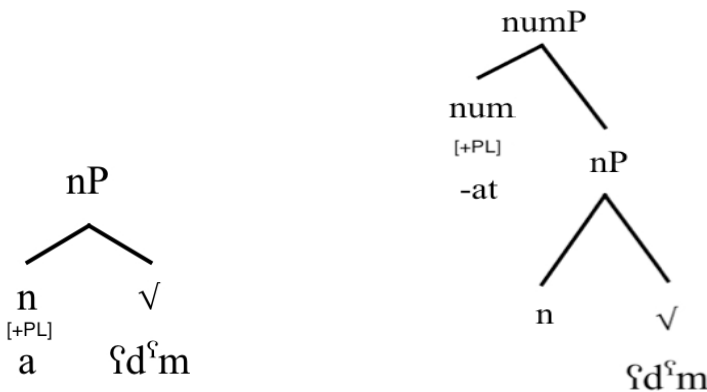 nP
n √
[+PL]
a ʕdˤm
numP
num
[+PL]
-at
nP
n √
ʕdˤm